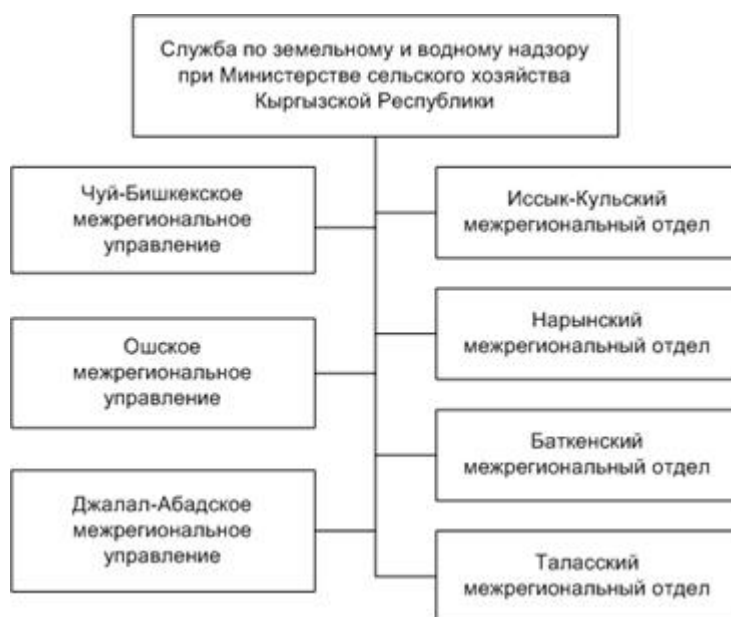 Служба по земельному и водному надзору
при Министерстве сельского хозяйства
Кыргызской Республики
Чуй-Бишкекское
межрегиональное
управление
Иссык-Кульский
межрегиональный отдел
Ошское
межрегиональное
управление
Нарынский
межрегиональный отдел
Джалал-Абадское
межрегиональное
управление
Баткенский
межрегиональный отдел
Таласский
межрегиональный отдел